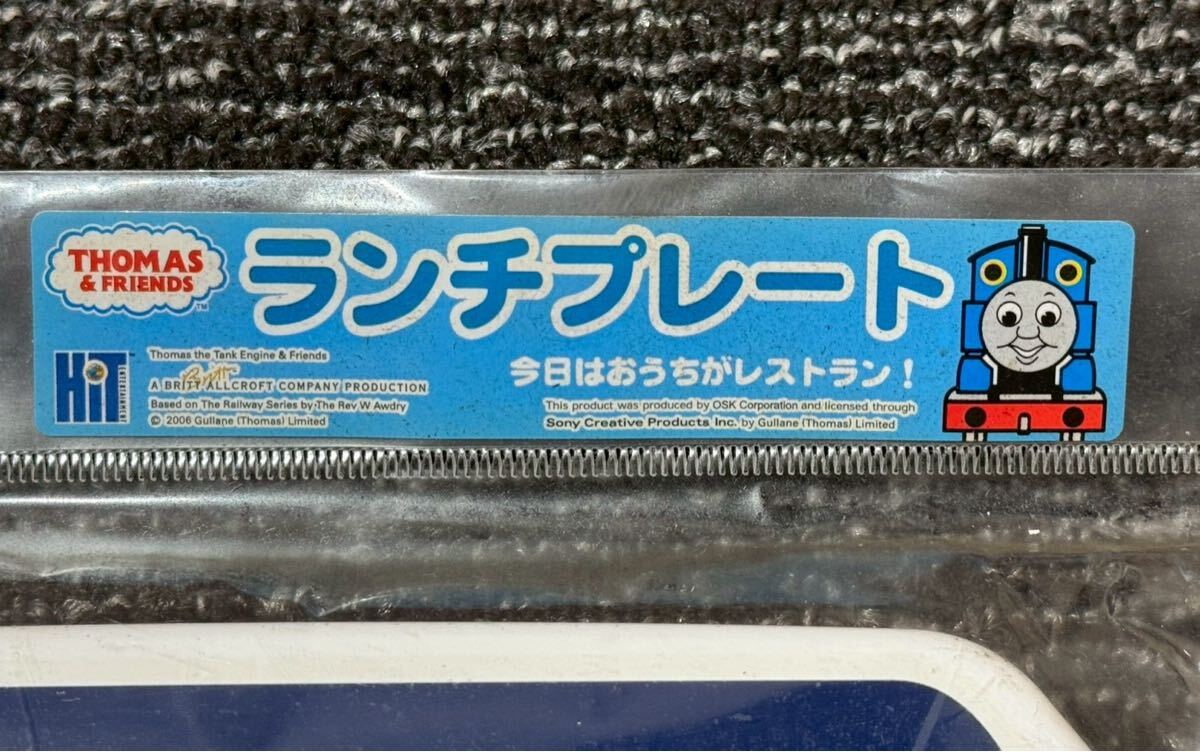 THOMAS
& FRIENDS
TM
ランチプレート
HiT
ENTERTAINMENT
Thomas the Tank Engine & Friends
A BRITT ALLCROFT COMPANY PRODUCTION
Based on The Railway Series by The Rev W Awdry
© 2006 Gullane (Thomas) Limited
今日はおうちがレストラン！
This product was produced by OSK Corporation and licensed through
Sony Creative Products Inc. by Gullane (Thomas) Limited